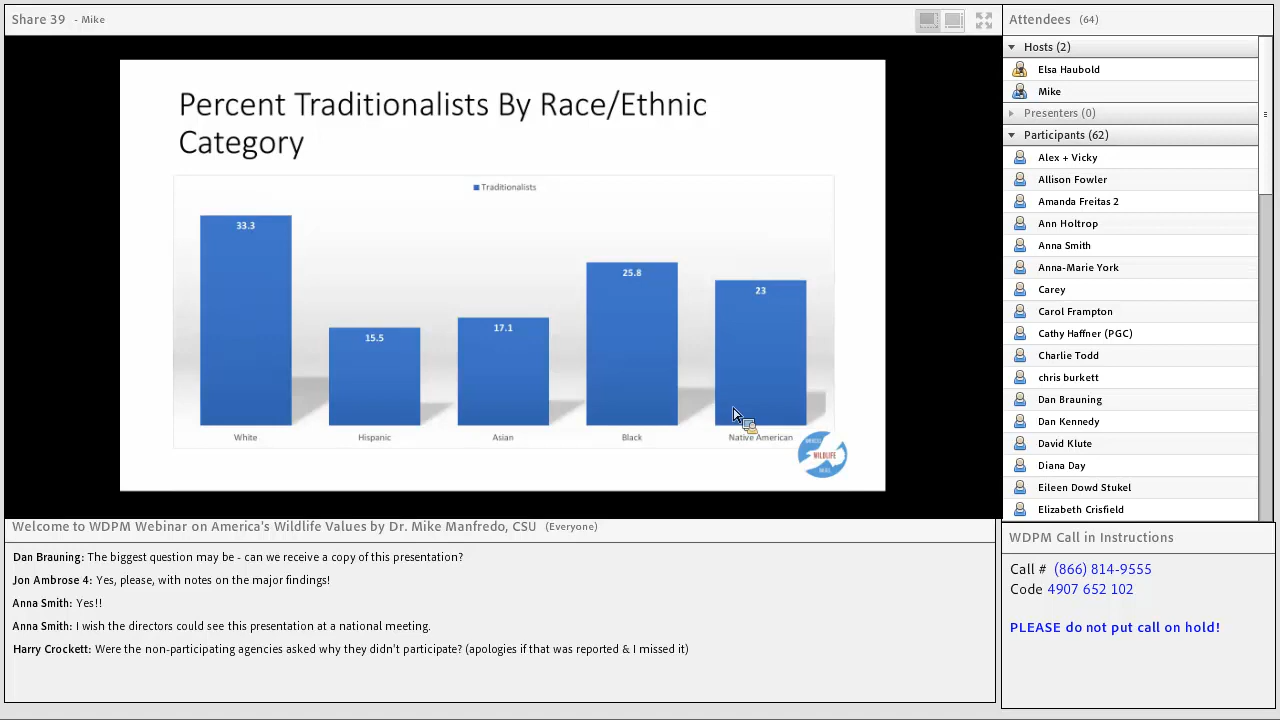 Share 39 - Mike
Percent Traditionalists By Race/Ethnic
Category
Traditionalists
33.3
15.5
17.1
25.8
23
White
Hispanic
Asian
Black
Native American
WILDLIFE
Welcome to WDPM Webinar on America's Wildlife Values by Dr. Mike Manfredo, CSU (Everyone)
Dan Brauning: The biggest question may be - can we receive a copy of this presentation?
Jon Ambrose 4: Yes, please, with notes on the major findings!
Anna Smith: Yes!!
Anna Smith: I wish the directors could see this presentation at a national meeting.
Harry Crockett: Were the non-participating agencies asked why they didn't participate? (apologies if that was reported & I missed it)
Attendees (64)
Hosts (2)
Elsa Haubold
Mike
Presenters (0)
Participants (62)
Alex + Vicky
Allison Fowler
Amanda Freitas 2
Ann Holtrop
Anna Smith
Anna-Marie York
Carey
Carol Frampton
Cathy Haffner (PGC)
Charlie Todd
chris burkett
Dan Brauning
Dan Kennedy
David Klute
Diana Day
Eileen Dowd Stukel
Elizabeth Crisfield
WDPM Call in Instructions
Call # (866) 814-9555
Code 4907 652 102
PLEASE do not put call on hold!